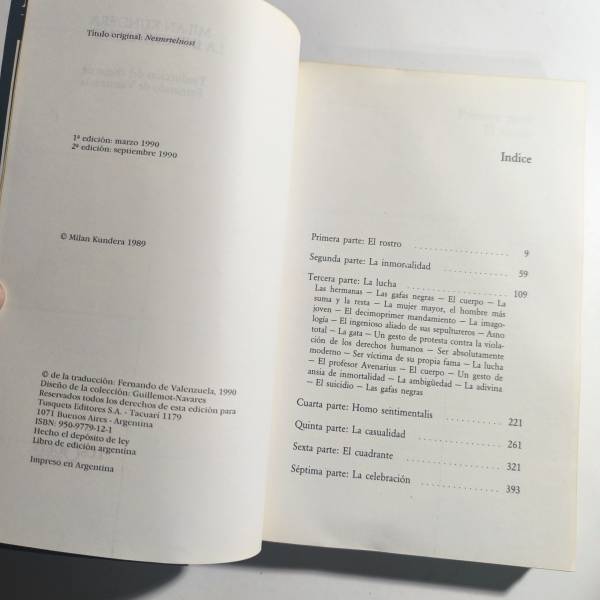 Título original: Nesmrtelnost
1ª edición: marzo 1990
2ª edición: septiembre 1990
© Milan Kundera 1989
© de la traducción: Fernando de Valenzuela, 1990
Diseño de la colección: Guillemot-Navares
Reservados todos los derechos de esta edición para
Tusquets Editores S.A. - Tacuarí 1179
1071 Buenos Aires - Argentina
ISBN: 950-9779-12-1
Hecho el depósito de ley
Libro de edición argentina
Impreso en Argentina
Indice
Primera parte: El rostro 9
Segunda parte: La inmortalidad 59
Tercera parte: La lucha 109
Las hermanas — Las gafas negras — El cuerpo — La
suma y la resta — La mujer mayor, el hombre más
joven — El decimoprimer mandamiento — La imago-
logía — El ingenioso aliado de sus sepultureros — Asno
total — La gata — Un gesto de protesta contra la viola-
ción de los derechos humanos — Ser absolutamente
moderno — Ser víctima de su propia fama — La lucha
— El profesor Avenarius — El cuerpo — Un gesto de
ansia de inmortalidad — La ambigüedad — La adivina
— El suicidio — Las gafas negras
Cuarta parte: Homo sentimentalis 221
Quinta parte: La casualidad 261
Sexta parte: El cuadrante 321
Séptima parte: La celebración 393